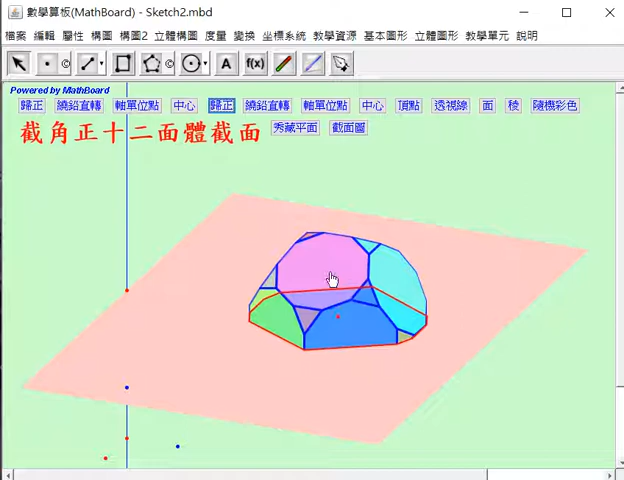 數學算板(MathBoard) - Sketch2.mbd
檔案 編輯 屬性 構圖 構圖2 立體構圖 度量 變換 坐標系統 教學資源 基本圖形 立體圖形 教學單元 說明
A f(x)
Powered by MathBoard
歸正 繞鉛直轉 軸單位點 中心 歸正 繞鉛直轉 軸單位點 中心 頂點 透視線 面 稜 隨機彩色
截角正十二面體截面 秀藏平面 截面圖